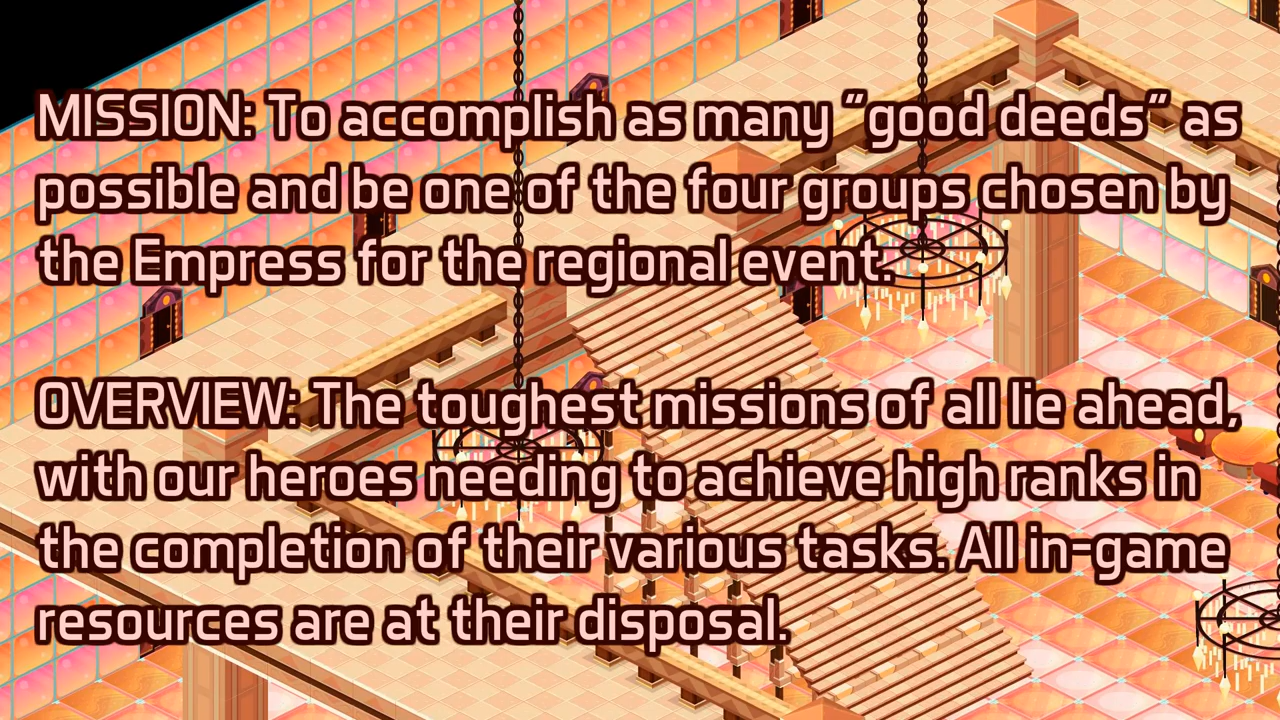 MISSION: To accomplish as many "good deeds" as
possible and be one of the four groups chosen by
the Empress for the regional event.
OVERVIEW: The toughest missions of all lie ahead,
with our heroes needing to achieve high ranks in
the completion of their various tasks. All in-game
resources are at their disposal.